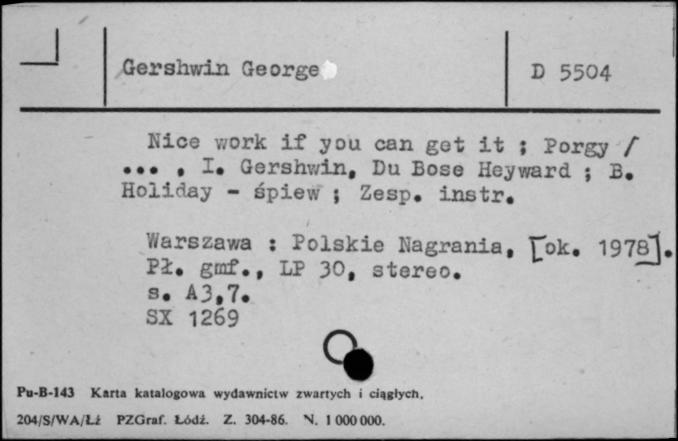 Gershwin George
D 5504
Nice work if you can get it ; Porgy /
... , I. Gershwin, Du Bose Heyward ; B.
Holiday - śpiew ; Zesp. instr.
Warszawa : Polskie Nagrania, [ok. 1978].
Pł. gmf., LP 30, stereo.
s. A3,7.
SX 1269
Pu-B-143 Karta katalogowa wydawnictw zwartych i ciągłych.
204/S/WA/Łż PZGraf. Łódź. Z. 304-86. N. 1 000 000.